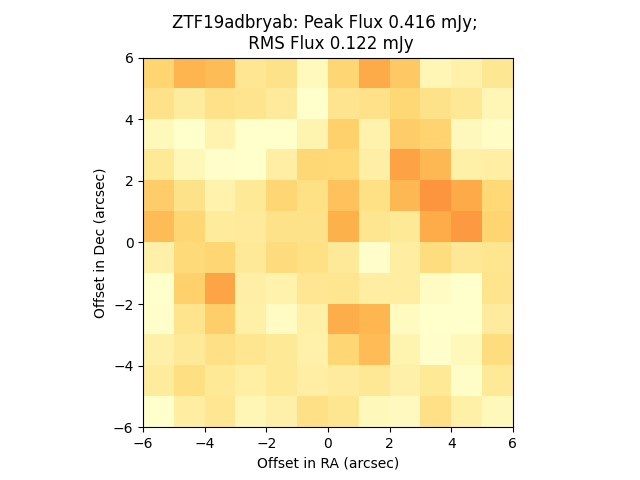 ZTF19adbryab: Peak Flux 0.416 mJy;
RMS Flux 0.122 mJy
6
4
2
0
−2
−4
−6
Offset in Dec (arcsec)
−6 −4 −2 0 2 4 6
Offset in RA (arcsec)